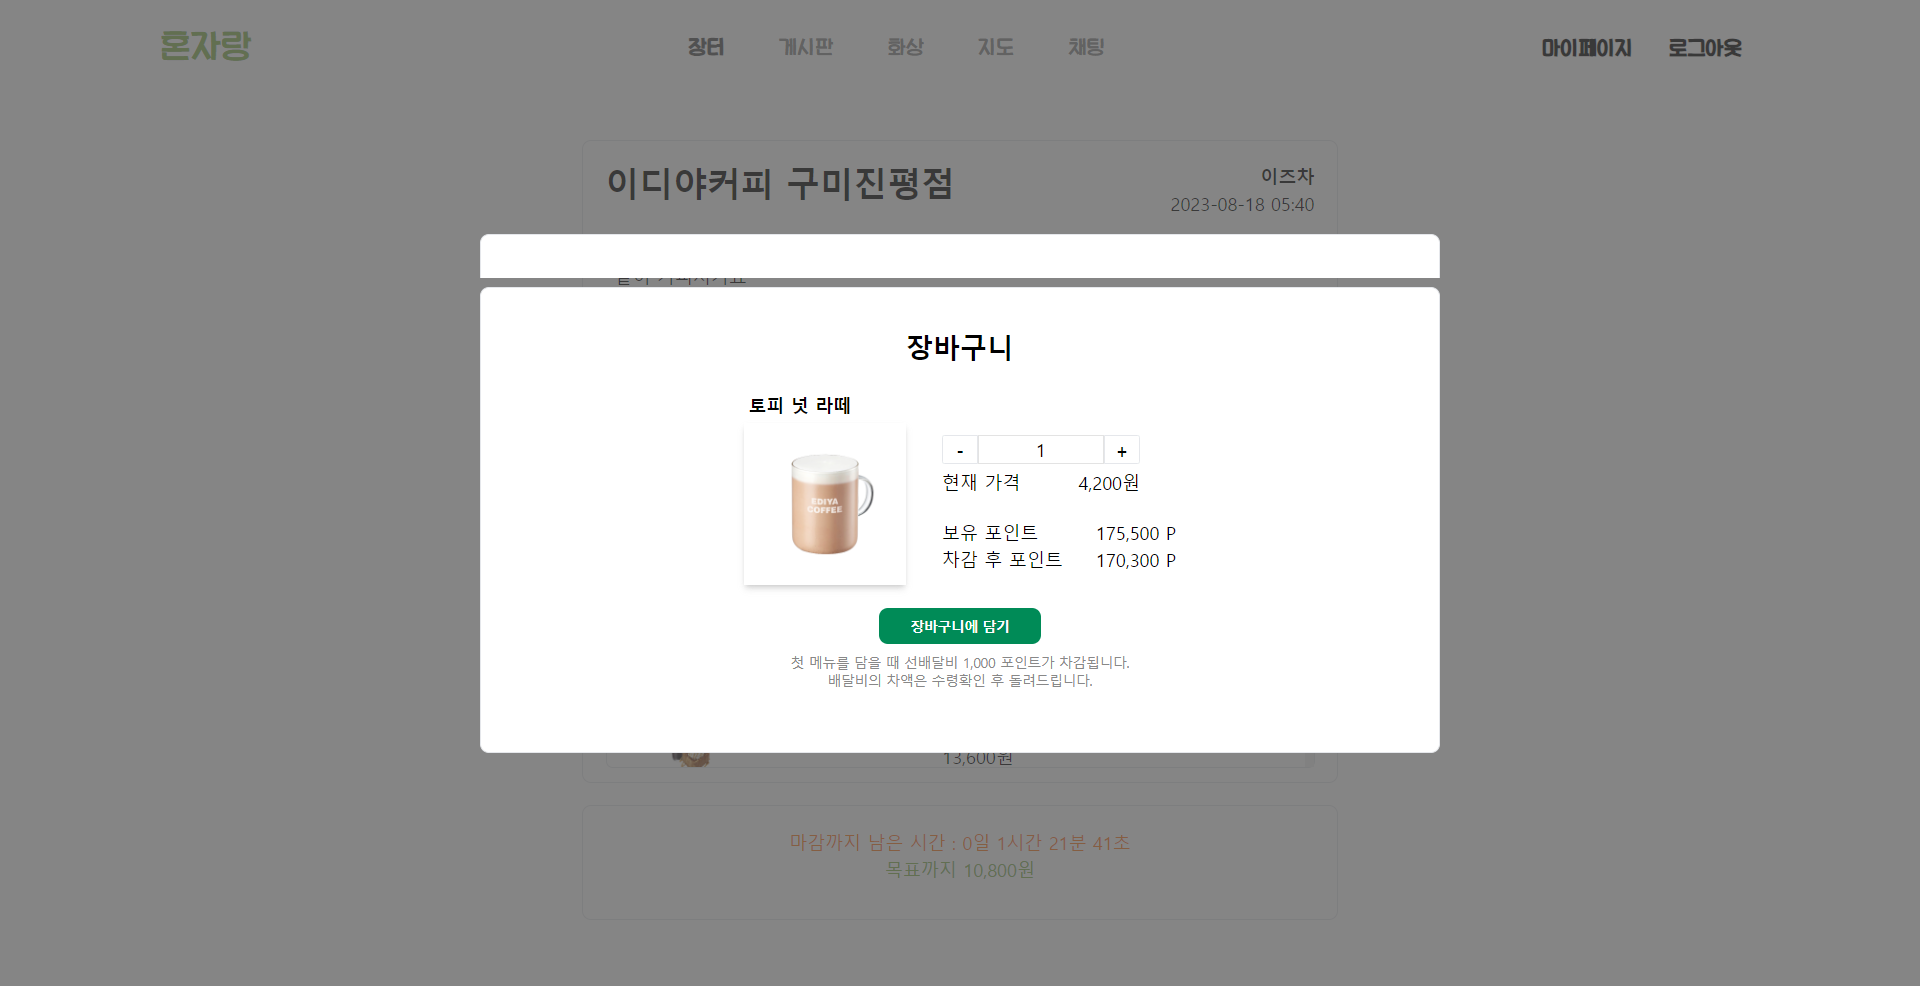 혼자랑
장터 게시판 화상 지도 채팅
마이페이지 로그아웃
이디야커피 구미진평점
이즈차
2023-08-18 05:40
장바구니
토피 넛 라떼
- 1 +
현재 가격 4,200원
보유 포인트 175,500 P
차감 후 포인트 170,300 P
EDIYA
COFFEE
장바구니에 담기
첫 메뉴를 담을 때 선배달비 1,000 포인트가 차감됩니다.
배달비의 차액은 수령확인 후 돌려드립니다.
13,600원
마감까지 남은 시간 : 0일 1시간 21분 41초
목표까지 10,800원